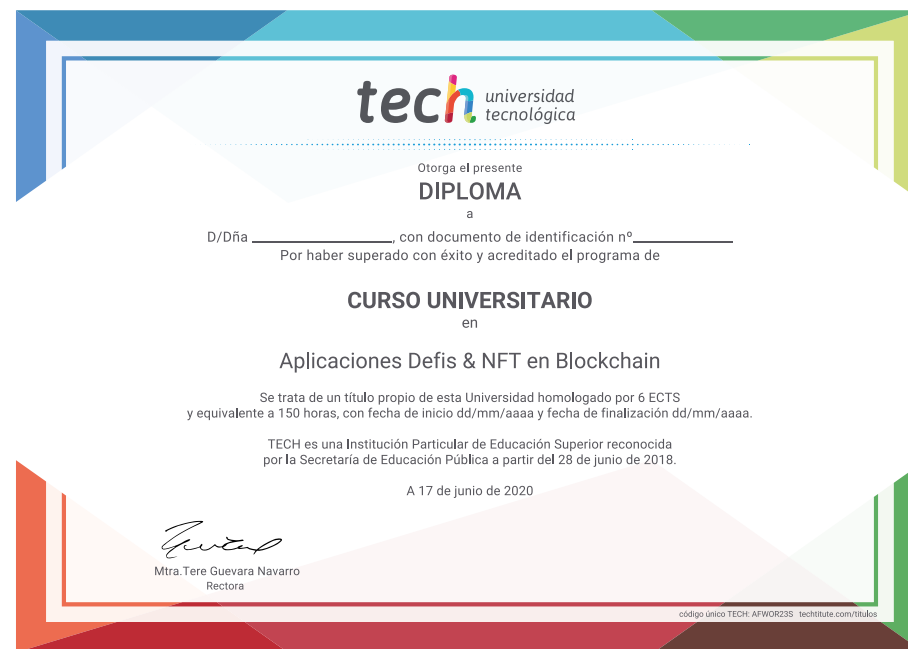 tech universidad
tecnológica
Otorga el presente
DIPLOMA
a
D/Dña ____________________, con documento de identificación nº______________
Por haber superado con éxito y acreditado el programa de
CURSO UNIVERSITARIO
en
Aplicaciones Defis & NFT en Blockchain
Se trata de un título propio de esta Universidad homologado por 6 ECTS
y equivalente a 150 horas, con fecha de inicio dd/mm/aaaa y fecha de finalización dd/mm/aaaa.
TECH es una Institución Particular de Educación Superior reconocida
por la Secretaría de Educación Pública a partir del 28 de junio de 2018.
A 17 de junio de 2020
Mtra.Tere Guevara Navarro
Rectora
código único TECH: AFWOR23S techtitute.com/titulos